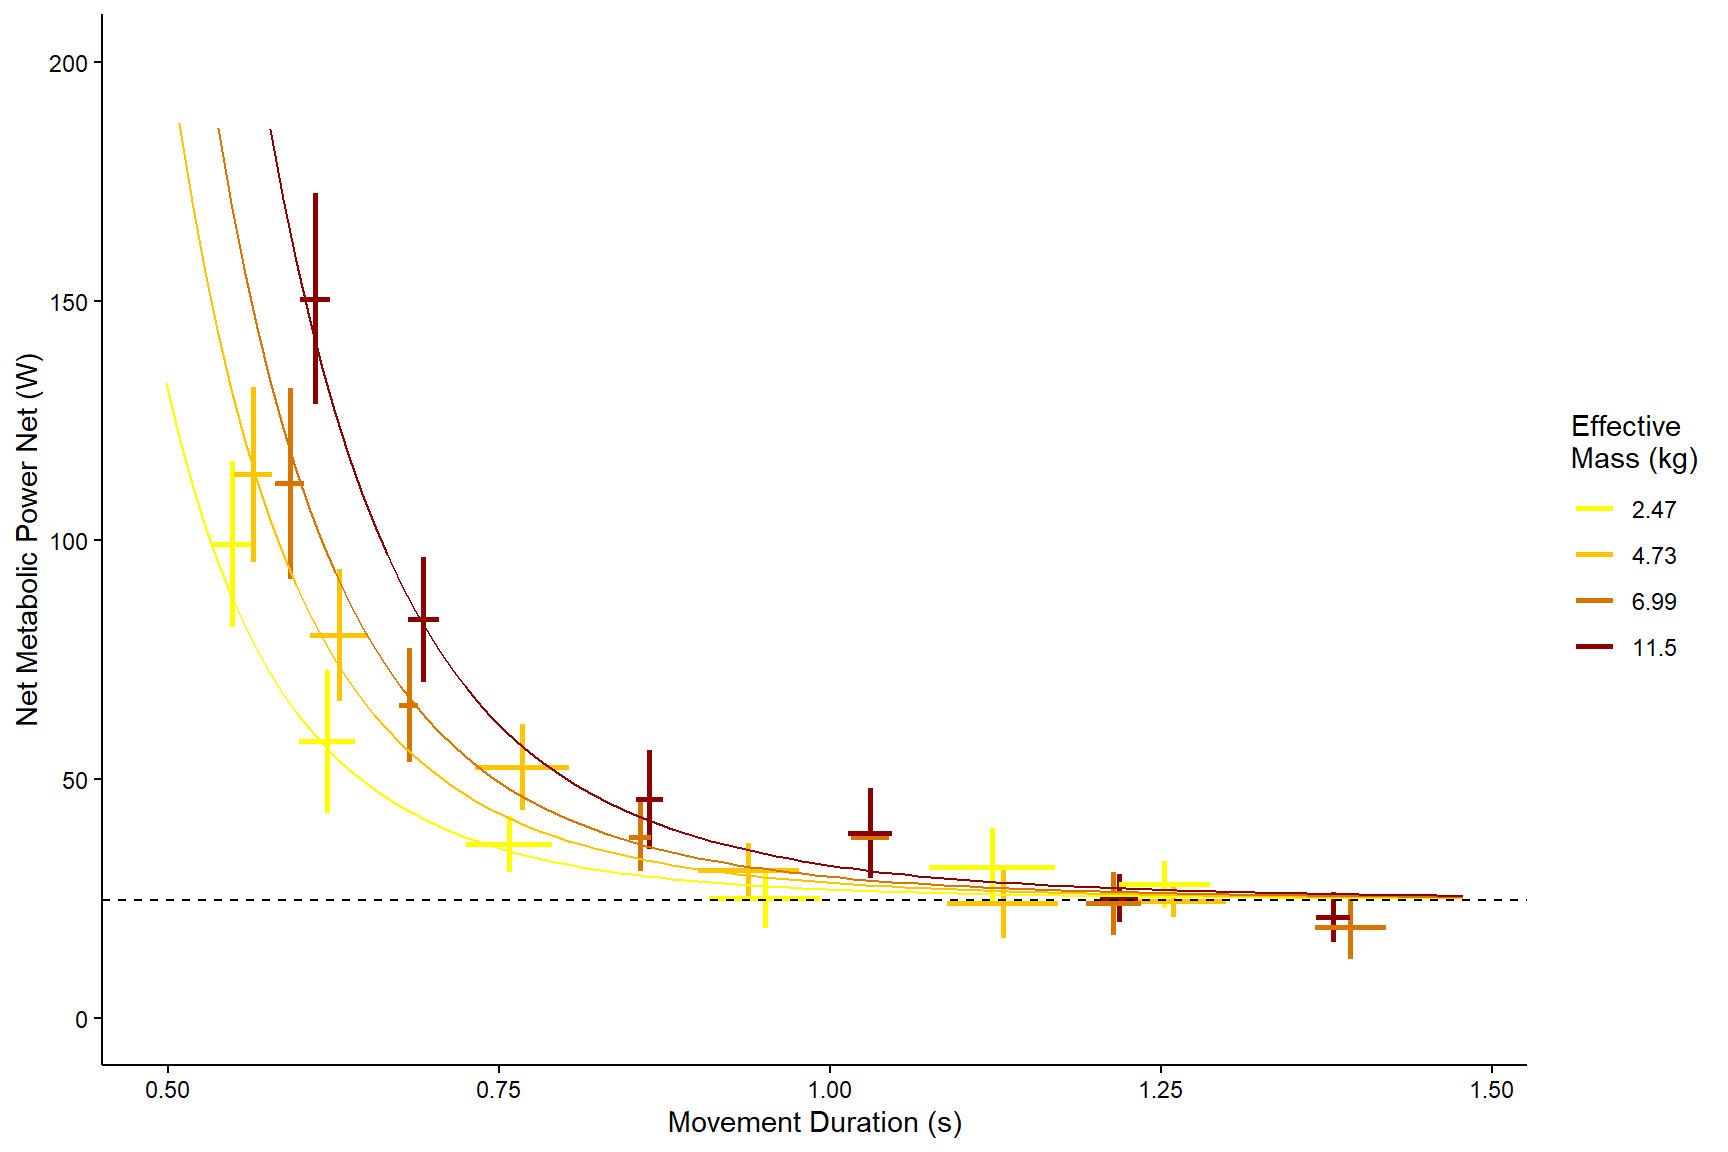 200
150
100
50
0
Net Metabolic Power Net (W)
0.50 0.75 1.00 1.25 1.50
Movement Duration (s)
Effective
Mass (kg)
2.47
4.73
6.99
11.5